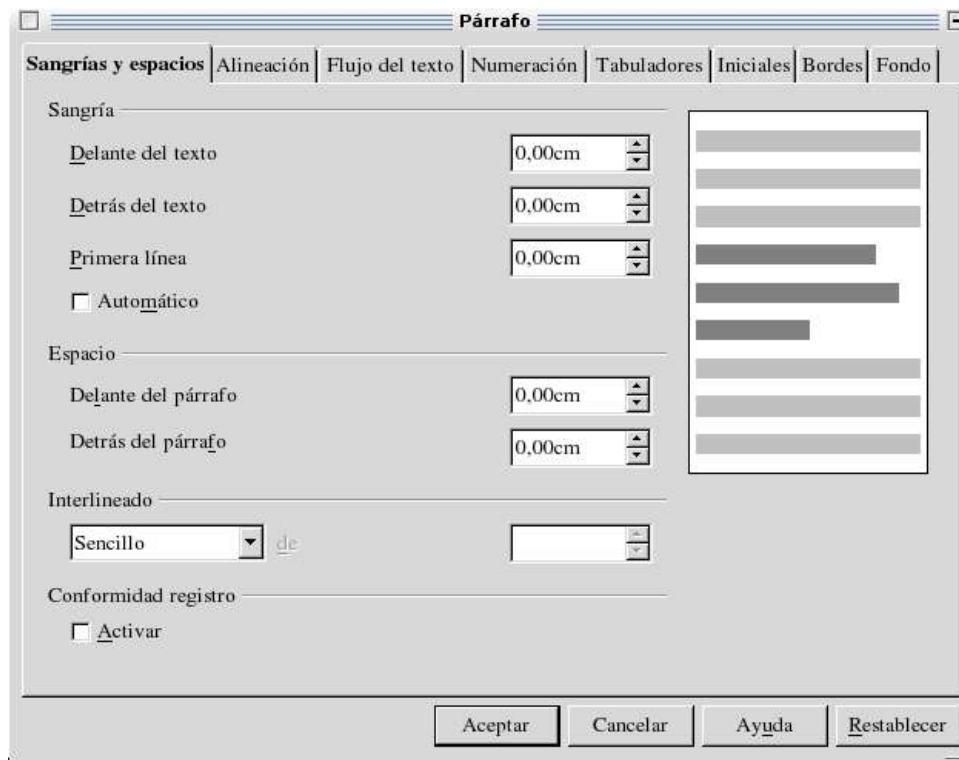 Párrafo
Sangrías y espacios Alineación Flujo del texto Numeración Tabuladores Iniciales Bordes Fondo
Sangría
Delante del texto 0,00cm
Detrás del texto 0,00cm
Primera línea 0,00cm
Automático
Espacio
Delante del párrafo 0,00cm
Detrás del párrafo 0,00cm
Interlineado
Sencillo de
Conformidad registro
Activar
Aceptar Cancelar Ayuda Restablecer